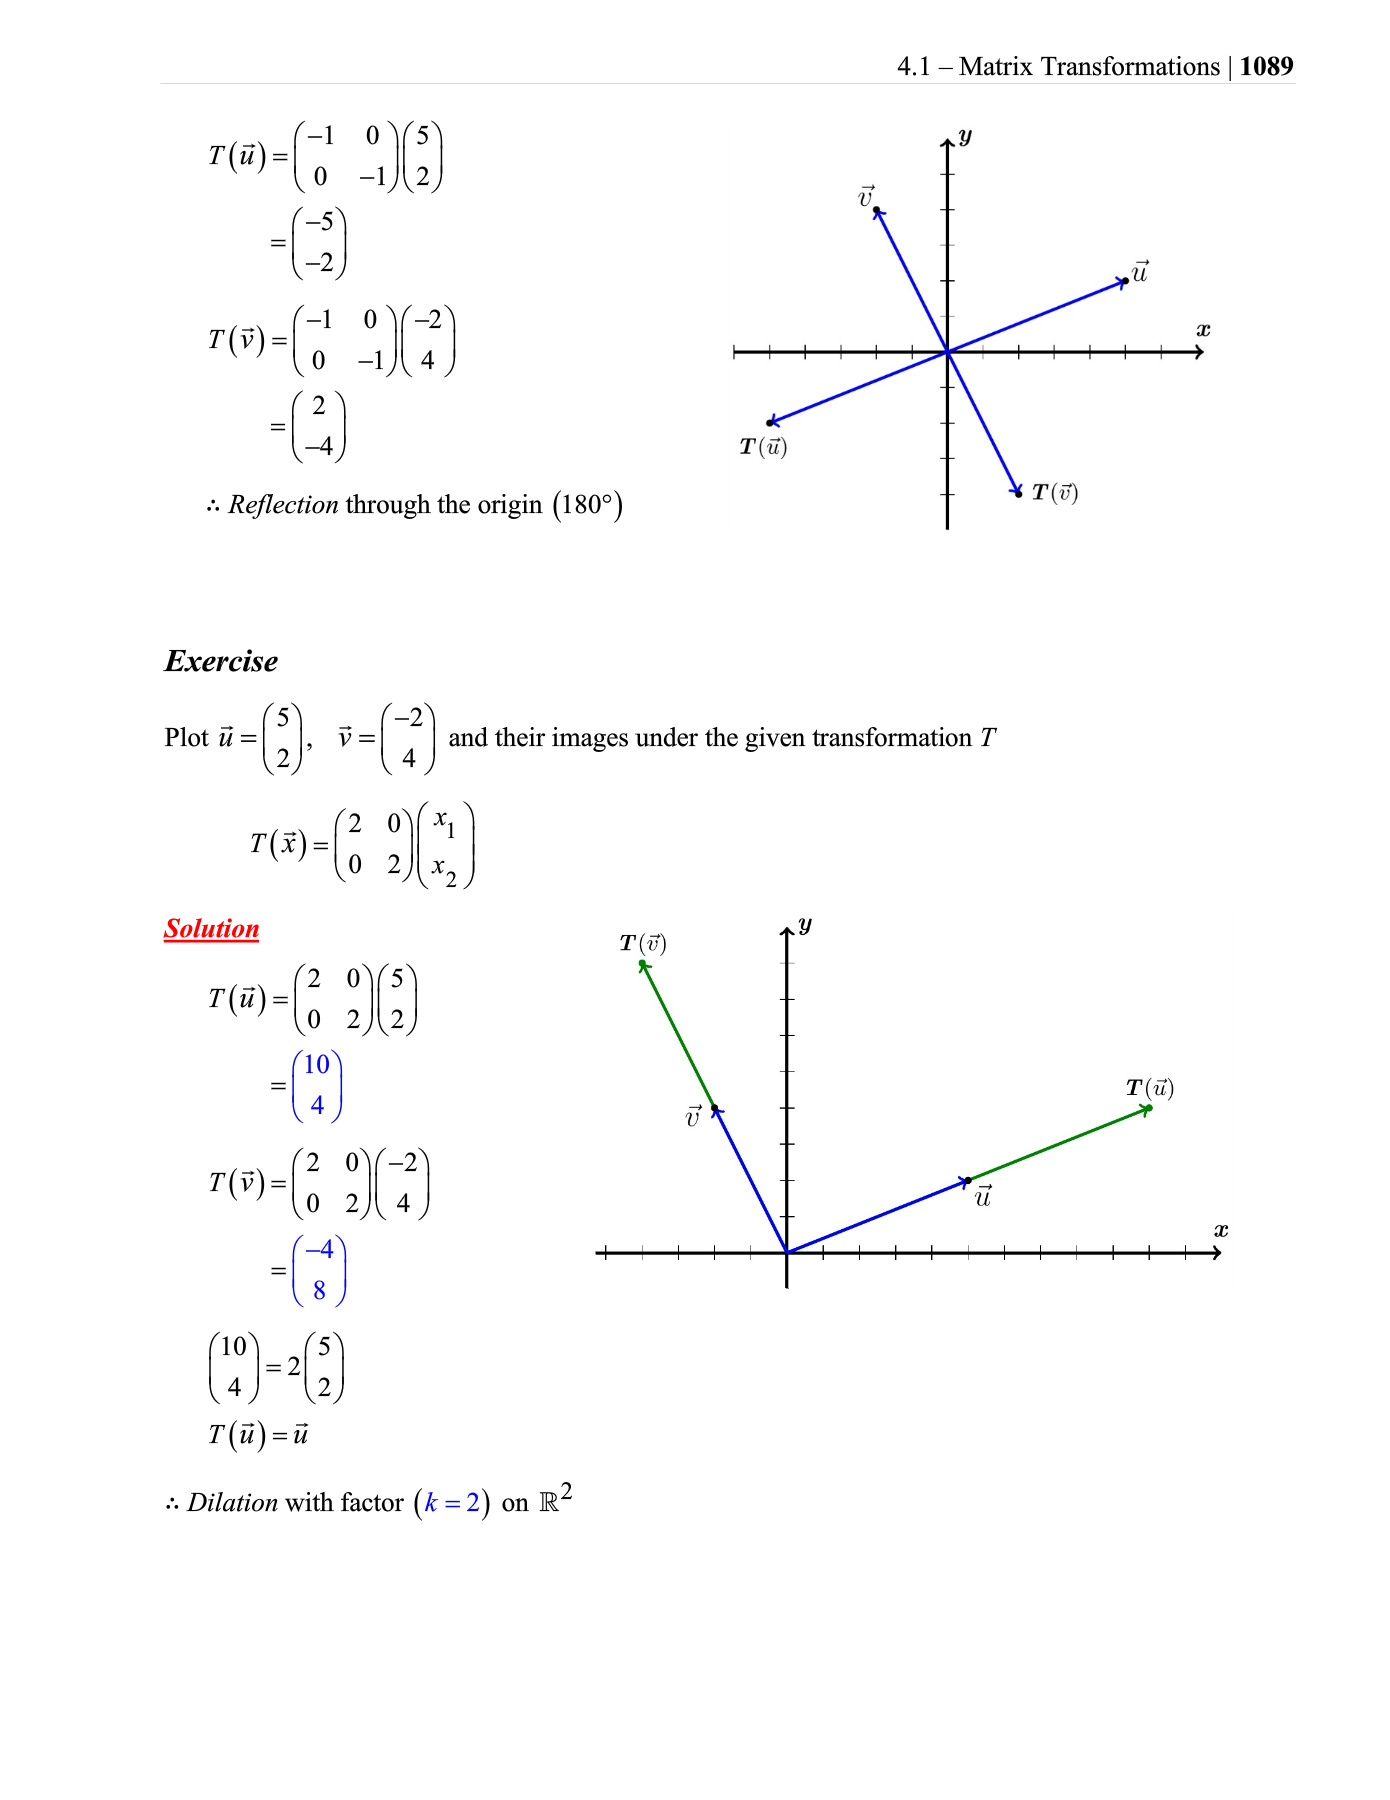 4.1 – Matrix Transformations | 1089
T(u⃗) = (−1 0; 0 −1)(5; 2)
= (−5; −2)
T(v⃗) = (−1 0; 0 −1)(−2; 4)
= (2; −4)
∴ Reflection through the origin (180°)
y
v⃗
u⃗
x
T(u⃗)
T(v⃗)
Exercise
Plot u⃗ = (5; 2), v⃗ = (−2; 4) and their images under the given transformation T
T(x⃗) = (2 0; 0 2)(x₁; x₂)
Solution
T(u⃗) = (2 0; 0 2)(5; 2)
= (10; 4)
T(v⃗) = (2 0; 0 2)(−2; 4)
= (−4; 8)
(10; 4) = 2(5; 2)
T(u⃗) = u⃗
∴ Dilation with factor (k = 2) on ℝ²
y
T(v⃗)
T(u⃗)
v⃗
u⃗
x